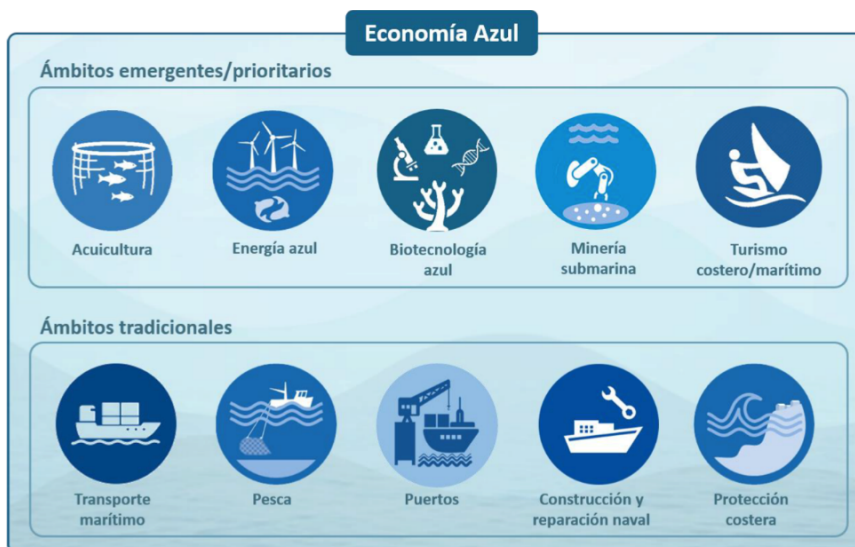 Economía Azul
Ámbitos emergentes/prioritarios
Acuicultura
Energía azul
Biotecnología
azul
Minería
submarina
Turismo
costero/marítimo
Ámbitos tradicionales
Transporte
marítimo
Pesca
Puertos
Construcción y
reparación naval
Protección
costera